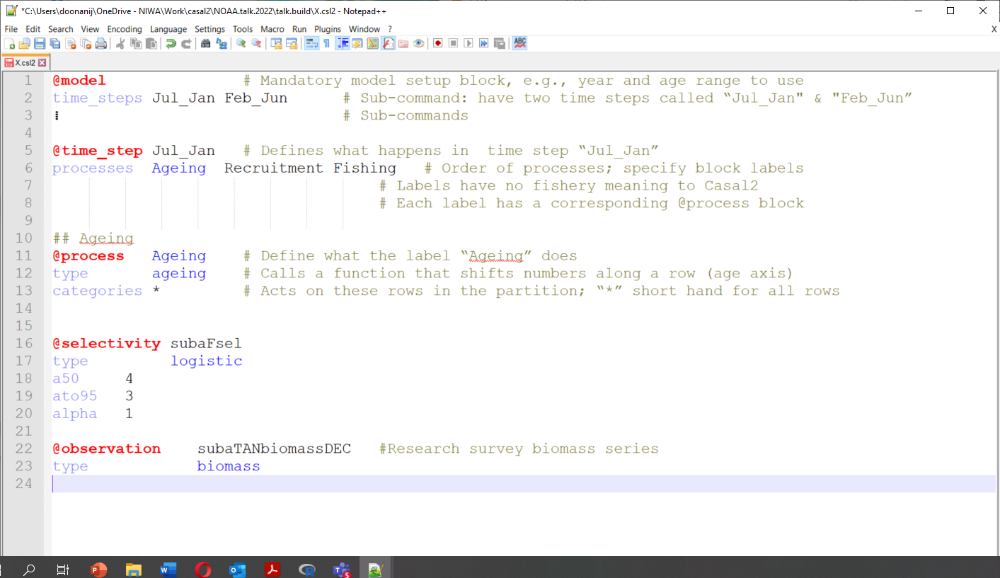 *C:\Users\doonanij\OneDrive - NIWA\Work\casal2\NOAA.talk.2022\talk.build\X.csl2 - Notepad++
File Edit Search View Encoding Language Settings Tools Macro Run Plugins Window ? X
X.csl2
1 @model # Mandatory model setup block, e.g., year and age range to use
2 time_steps Jul_Jan Feb_Jun # Sub-command: have two time steps called “Jul_Jan" & "Feb_Jun”
3 ⁞ # Sub-commands
4
5 @time_step Jul_Jan # Defines what happens in  time step “Jul_Jan”
6 processes Ageing Recruitment Fishing # Order of processes; specify block labels
7 # Labels have no fishery meaning to Casal2
8 # Each label has a corresponding @process block
9
10 ## Ageing
11 @process Ageing # Define what the label “Ageing” does
12 type ageing # Calls a function that shifts numbers along a row (age axis)
13 categories * # Acts on these rows in the partition; “*” short hand for all rows
14
15
16 @selectivity subaFsel
17 type logistic
18 a50 4
19 ato95 3
20 alpha 1
21
22 @observation subaTANbiomassDEC #Research survey biomass series
23 type biomass
24